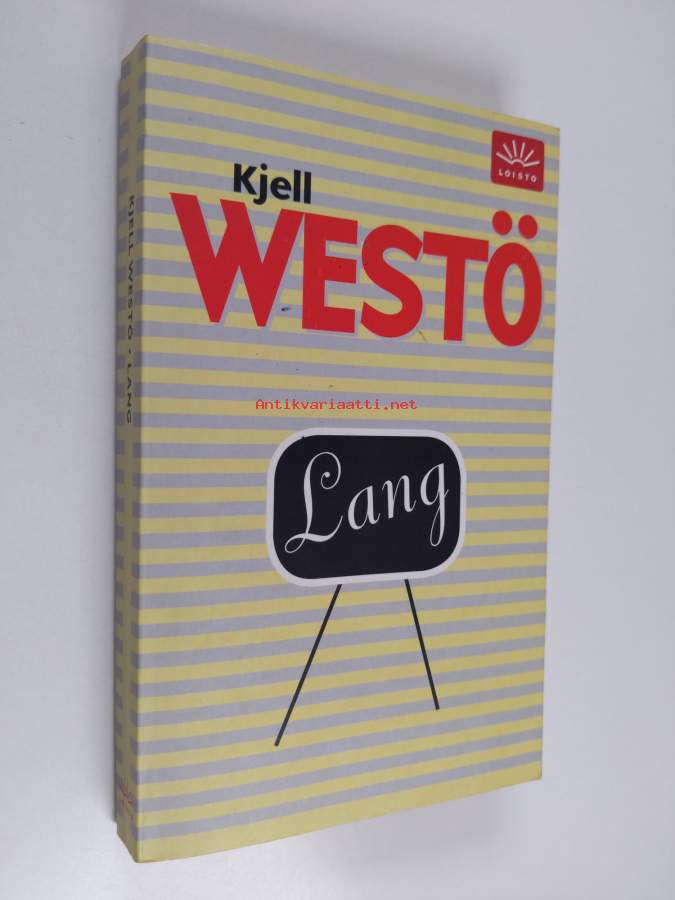 LOISTO
Kjell
WESTÖ
Lang
KJELL WESTÖ • LANG
Antikvariaatti.net